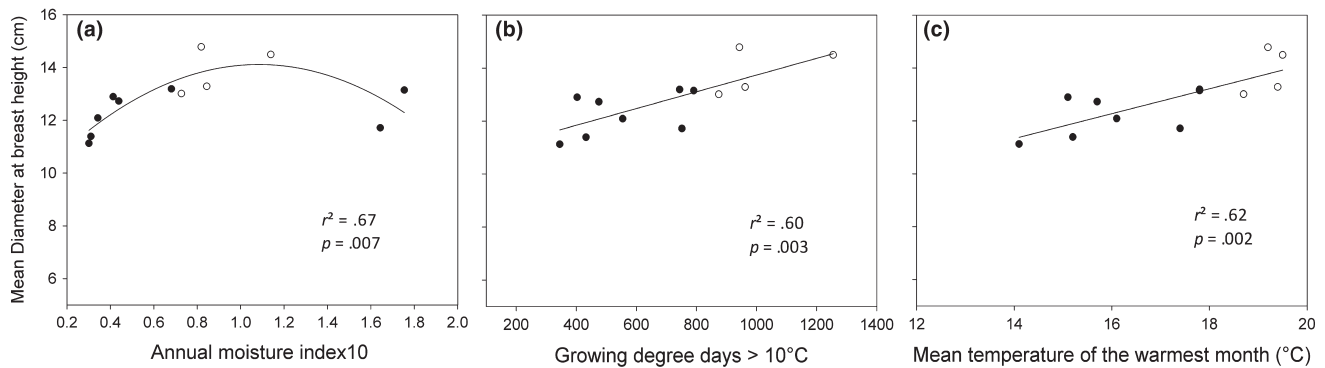 Mean Diameter at breast height (cm)
16
14
12
10
8
6
(a)
r² = .67
p = .007
0.2 0.4 0.6 0.8 1.0 1.2 1.4 1.6 1.8 2.0
Annual moisture index10
(b)
r² = .60
p = .003
200 400 600 800 1000 1200 1400
Growing degree days > 10°C
(c)
r² = .62
p = .002
12 14 16 18 20
Mean temperature of the warmest month (°C)